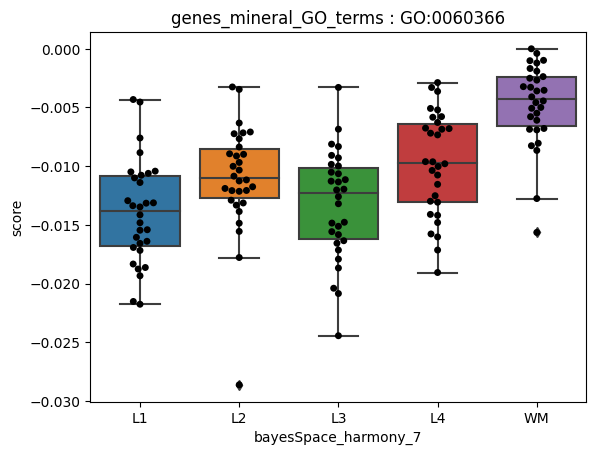 genes_mineral_GO_terms : GO:0060366
0.000
−0.005
−0.010
−0.015
−0.020
−0.025
−0.030
score
L1 L2 L3 L4 WM
bayesSpace_harmony_7